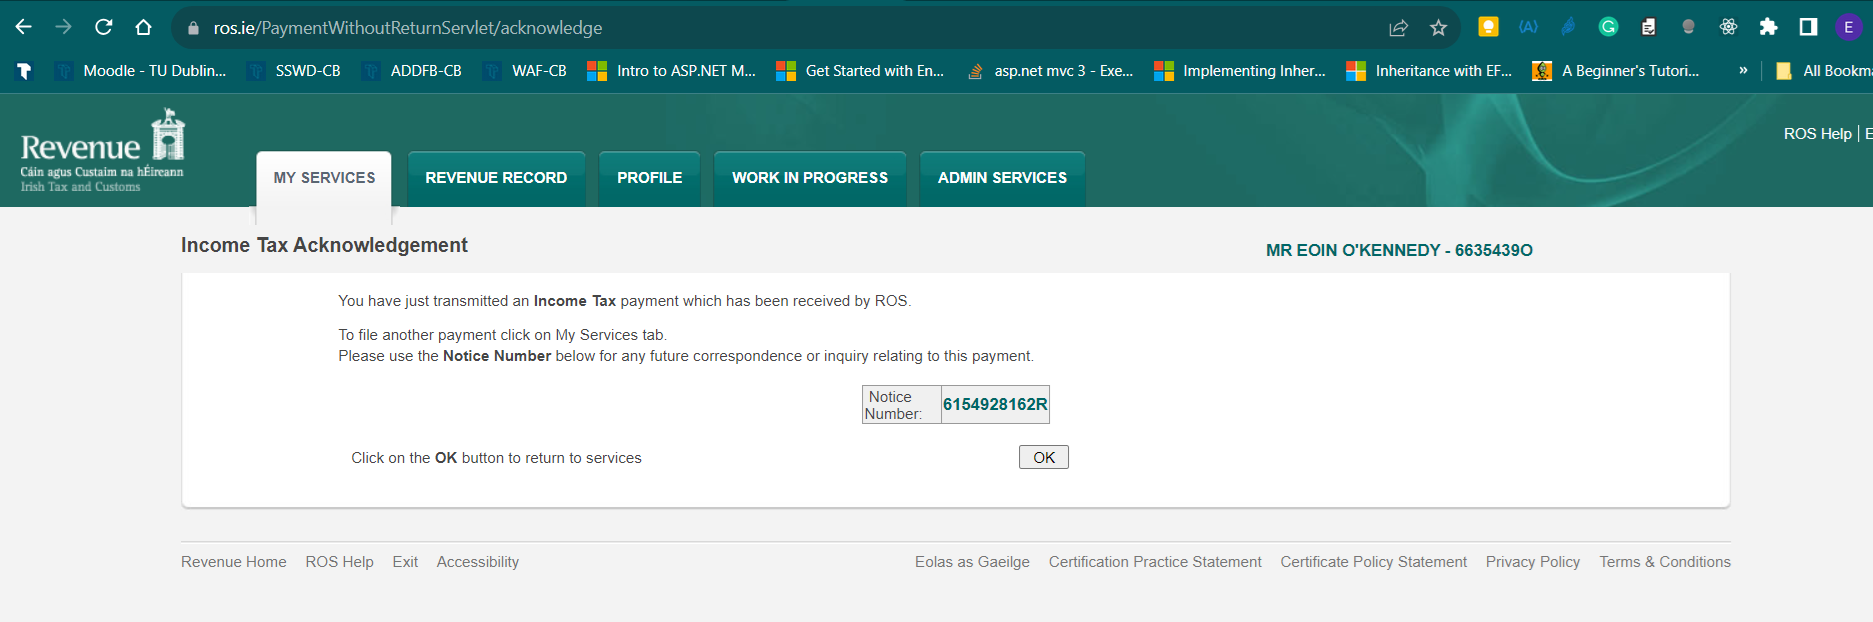 ros.ie/PaymentWithoutReturnServlet/acknowledge
E
Moodle - TU Dublin... SSWD-CB ADDFB-CB WAF-CB Intro to ASP.NET M... Get Started with En... asp.net mvc 3 - Exe... Implementing Inher... Inheritance with EF... A Beginner's Tutori... » All Bookma
Revenue
Cáin agus Custaim na hÉireann
Irish Tax and Customs
ROS Help | E
MY SERVICES REVENUE RECORD PROFILE WORK IN PROGRESS ADMIN SERVICES
Income Tax Acknowledgement
MR EOIN O'KENNEDY - 6635439O
You have just transmitted an Income Tax payment which has been received by ROS.
To file another payment click on My Services tab.
Please use the Notice Number below for any future correspondence or inquiry relating to this payment.
Notice
Number:
6154928162R
Click on the OK button to return to services
OK
Revenue Home ROS Help Exit Accessibility Eolas as Gaeilge Certification Practice Statement Certificate Policy Statement Privacy Policy Terms & Conditions